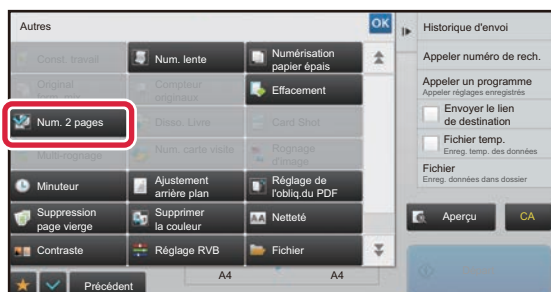 Autres
OK
Const. travail
Num. lente
Numérisation
papier épais
Original
Compteur
originaux
Effacement
Num. 2 pages
Disso. Livre
Card Shot
Multi-rognage
Num. carte visite
Rognage
d'image
Minuteur
Ajustement
arrière plan
Réglage de
l'obliq.du PDF
Suppression
page vierge
Supprimer
la couleur
Netteté
Contraste
Réglage RVB
Fichier
Précédent
A4
A4
Historique d'envoi
Appeler numéro de rech.
Appeler un programme
Appeler réglages enregistrés
Envoyer le lien
de destination
Fichier temp.
Enreg. temp. des données
Fichier
Enreg. données dans dossier
Aperçu
CA